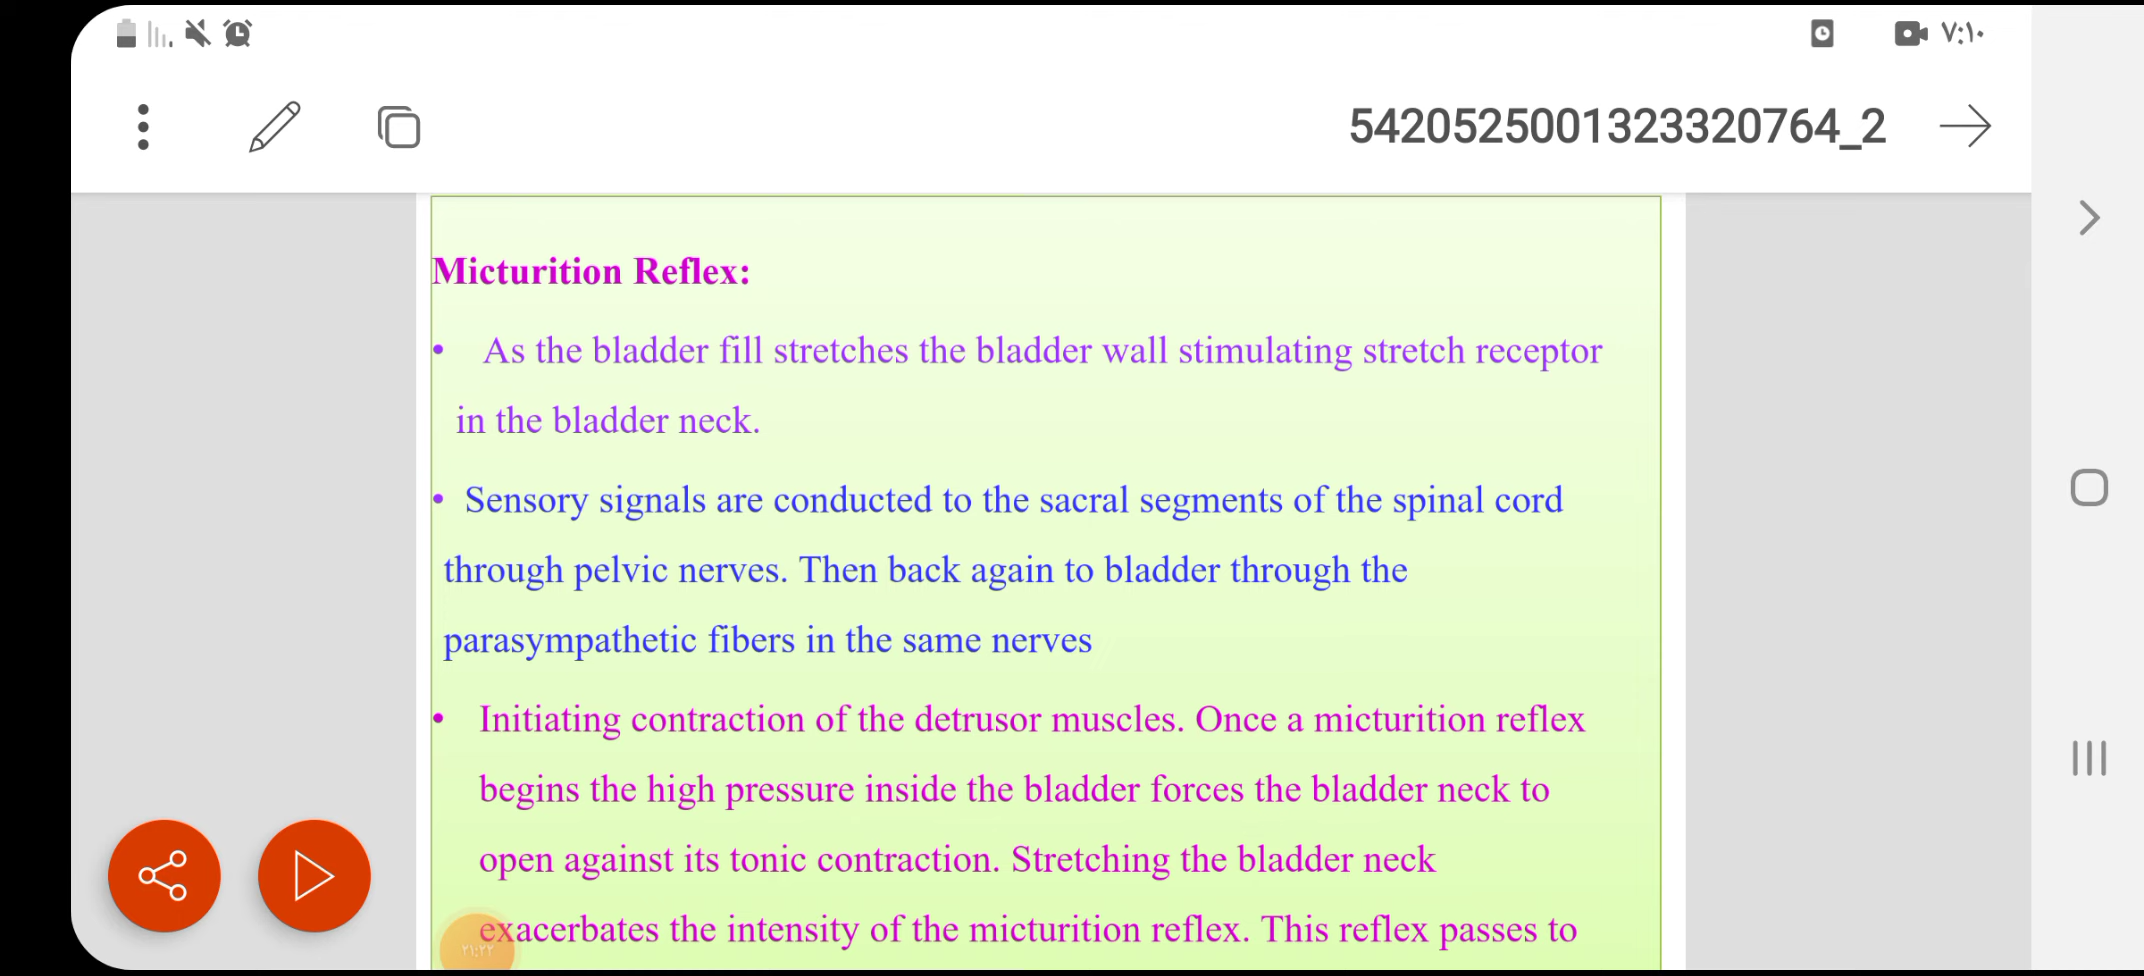 ٧:١٠
5420525001323320764_2
Micturition Reflex:
• As the bladder fill stretches the bladder wall stimulating stretch receptor
in the bladder neck.
• Sensory signals are conducted to the sacral segments of the spinal cord
through pelvic nerves. Then back again to bladder through the
parasympathetic fibers in the same nerves
• Initiating contraction of the detrusor muscles. Once a micturition reflex
begins the high pressure inside the bladder forces the bladder neck to
open against its tonic contraction. Stretching the bladder neck
exacerbates the intensity of the micturition reflex. This reflex passes to
٢١:٢٢